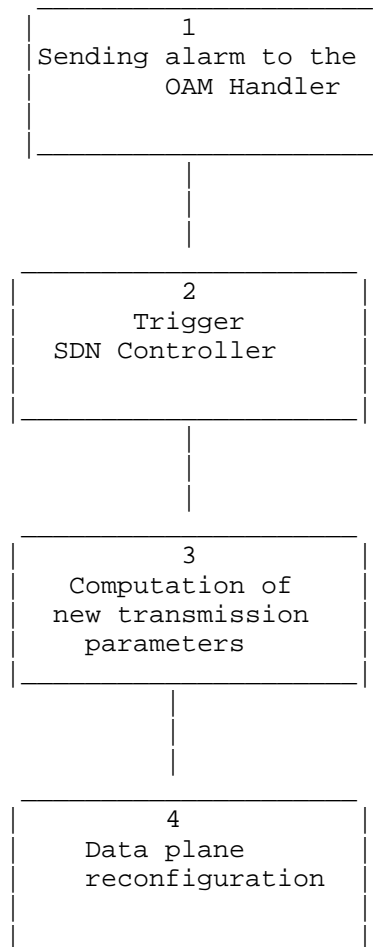 1
Sending alarm to the
OAM Handler
2
Trigger
SDN Controller
3
Computation of
new transmission
parameters
4
Data plane
reconfiguration